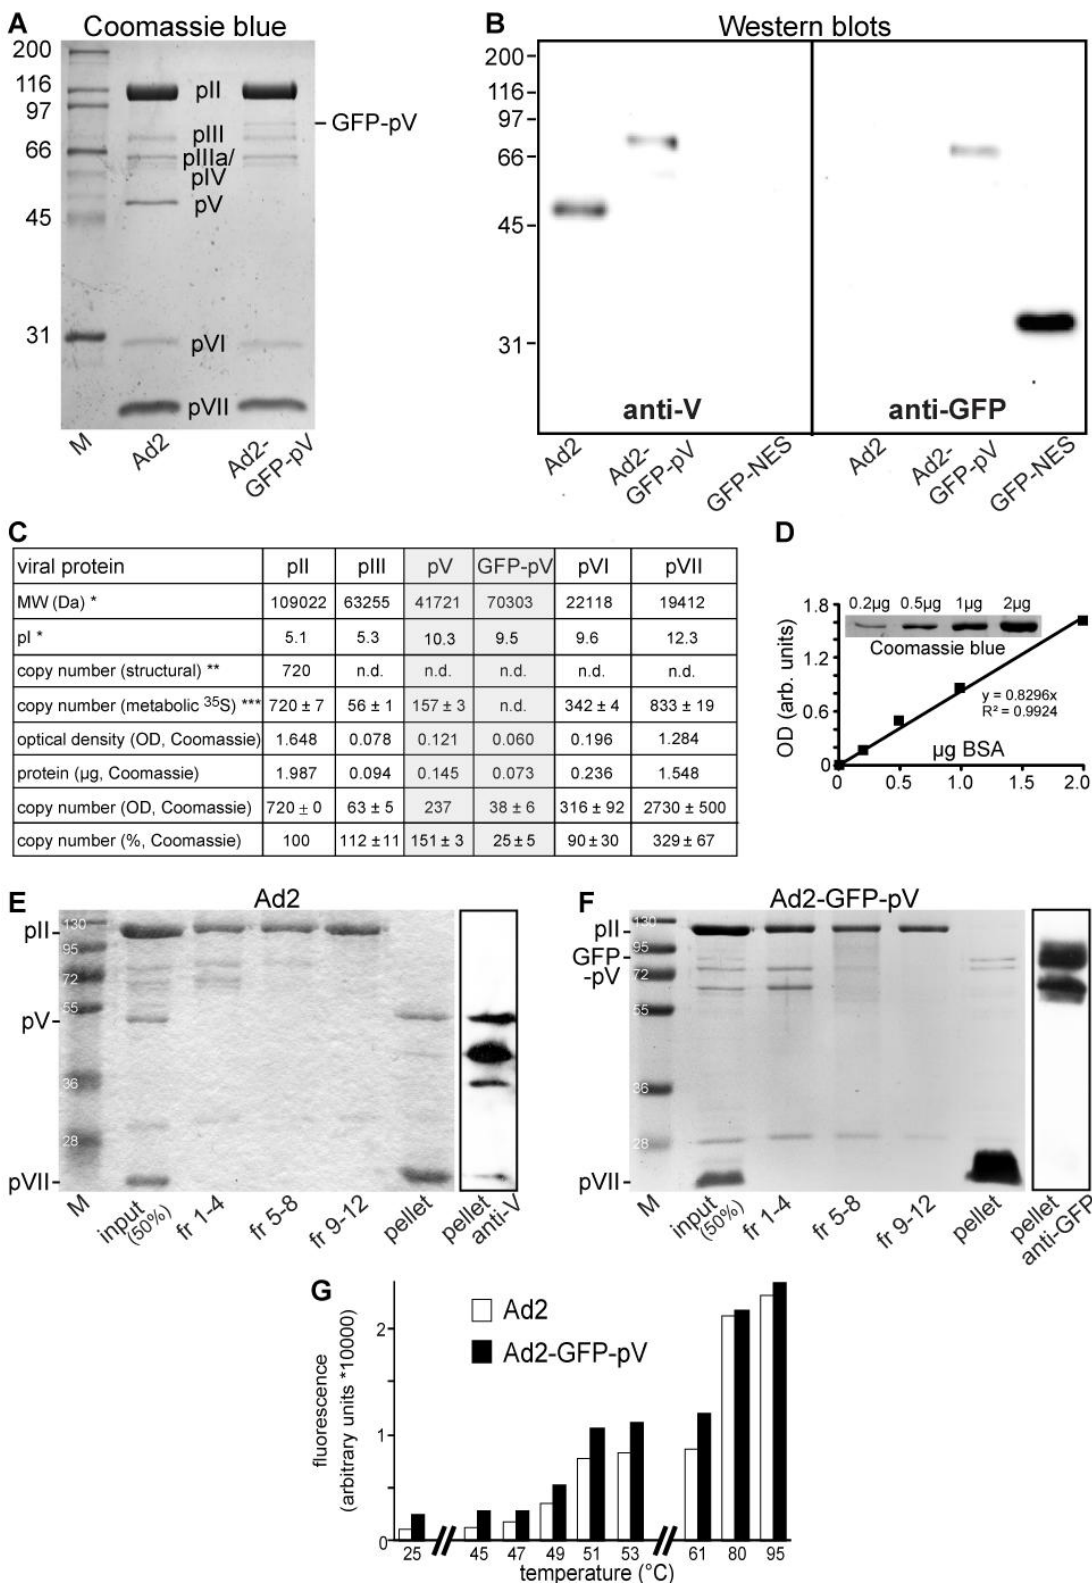 A Coomassie blue
200
116
97
66
45
31
pII
GFP-pV
pIII
pIIIa/
pIV
pV
pVI
pVII
M
Ad2
Ad2-
GFP-pV
B Western blots
200
116
97
66
45
31
anti-V
anti-GFP
Ad2
Ad2-
GFP-pV
GFP-NES
Ad2
Ad2-
GFP-pV
GFP-NES
C
viral protein pII pIII pV GFP-pV pVI pVII
MW (Da) * 109022 63255 41721 70303 22118 19412
pI * 5.1 5.3 10.3 9.5 9.6 12.3
copy number (structural) ** 720 n.d. n.d. n.d. n.d. n.d.
copy number (metabolic 35S) *** 720 ± 7 56 ± 1 157 ± 3 n.d. 342 ± 4 833 ± 19
optical density (OD, Coomassie) 1.648 0.078 0.121 0.060 0.196 1.284
protein (µg, Coomassie) 1.987 0.094 0.145 0.073 0.236 1.548
copy number (OD, Coomassie) 720 ± 0 63 ± 5 237 38 ± 6 316 ± 92 2730 ± 500
copy number (%, Coomassie) 100 112 ± 11 151 ± 3 25 ± 5 90 ± 30 329 ± 67
D
OD (arb. units)
1.8
1.2
0.6
0
0.2µg 0.5µg 1µg 2µg
Coomassie blue
y = 0.8296x
R² = 0.9924
µg BSA
0 0.5 1.0 1.5 2.0
E Ad2
pII
pV
pVII
130
95
72
55
36
28
M
input
(50%)
fr 1-4
fr 5-8
fr 9-12
pellet
pellet
anti-V
F Ad2-GFP-pV
pII
GFP
-pV
pVII
130
95
72
55
36
28
M
input
(50%)
fr 1-4
fr 5-8
fr 9-12
pellet
pellet
anti-GFP
G
fluorescence
(arbitrary units *10000)
2
1
0
Ad2
Ad2-GFP-pV
25 45 47 49 51 53 61 80 95
temperature (°C)